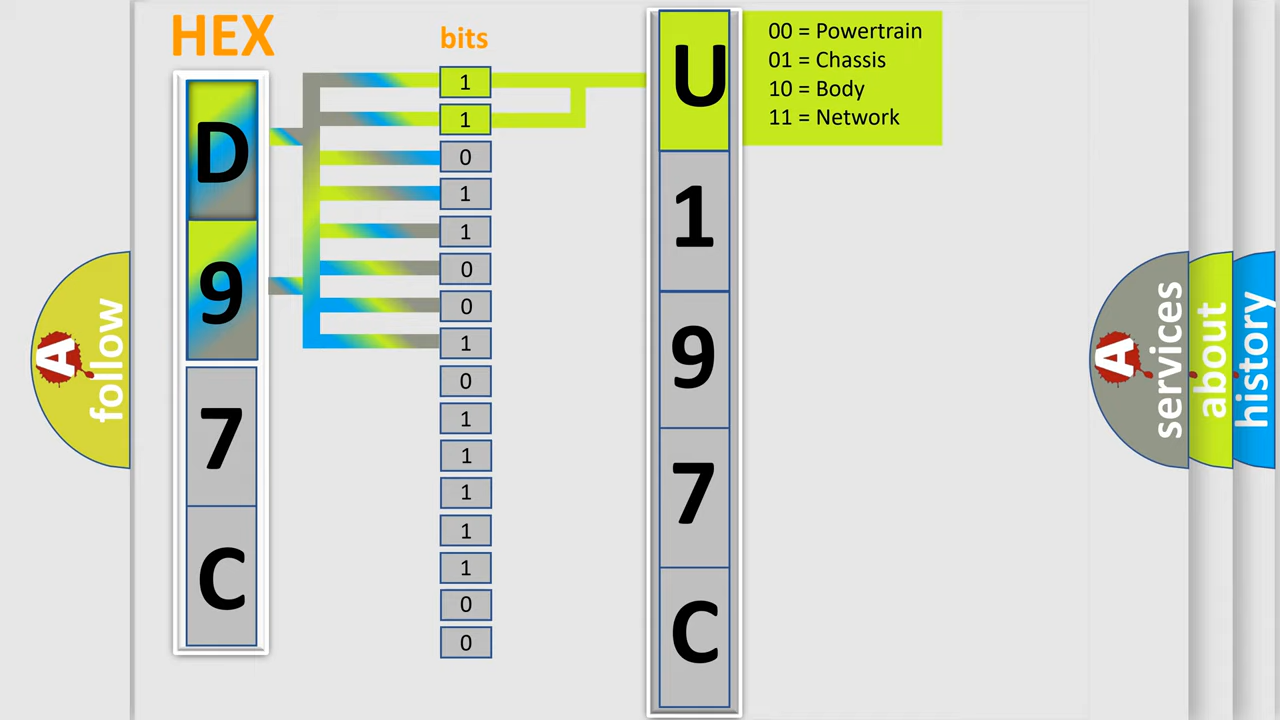 HEX
bits
D
9
7
C
1
1
0
1
1
0
0
1
0
1
1
1
1
1
0
0
U
1
9
7
C
00 = Powertrain
01 = Chassis
10 = Body
11 = Network
A
follow
A
services
about
history